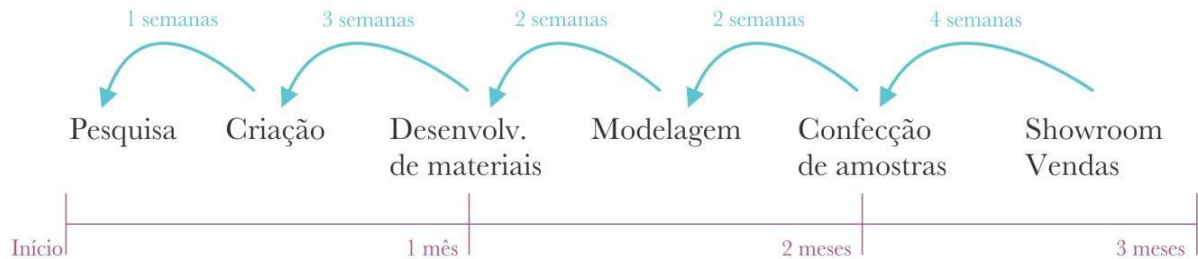 1 semanas
3 semanas
2 semanas
2 semanas
4 semanas
Pesquisa
Criação
Desenvolv.
de materiais
Modelagem
Confecção
de amostras
Showroom
Vendas
Início
1 mês
2 meses
3 meses